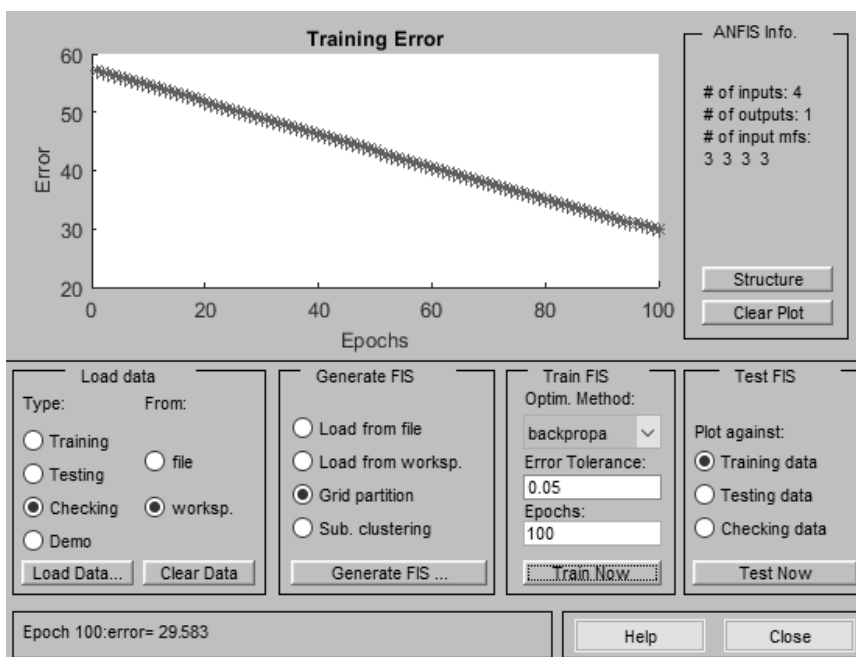 Training Error
60
50
40
30
20
Error
0
20
40
60
80
100
Epochs
ANFIS Info.
# of inputs: 4
# of outputs: 1
# of input mfs:
3 3 3 3
Structure
Clear Plot
Load data
Type:
From:
Training
Testing
Checking
Demo
file
worksp.
Load Data...
Clear Data
Generate FIS
Load from file
Load from worksp.
Grid partition
Sub. clustering
Generate FIS ...
Train FIS
Optim. Method:
backpropa
Error Tolerance:
0.05
Epochs:
100
Train Now
Test FIS
Plot against:
Training data
Testing data
Checking data
Test Now
Epoch 100:error= 29.583
Help
Close